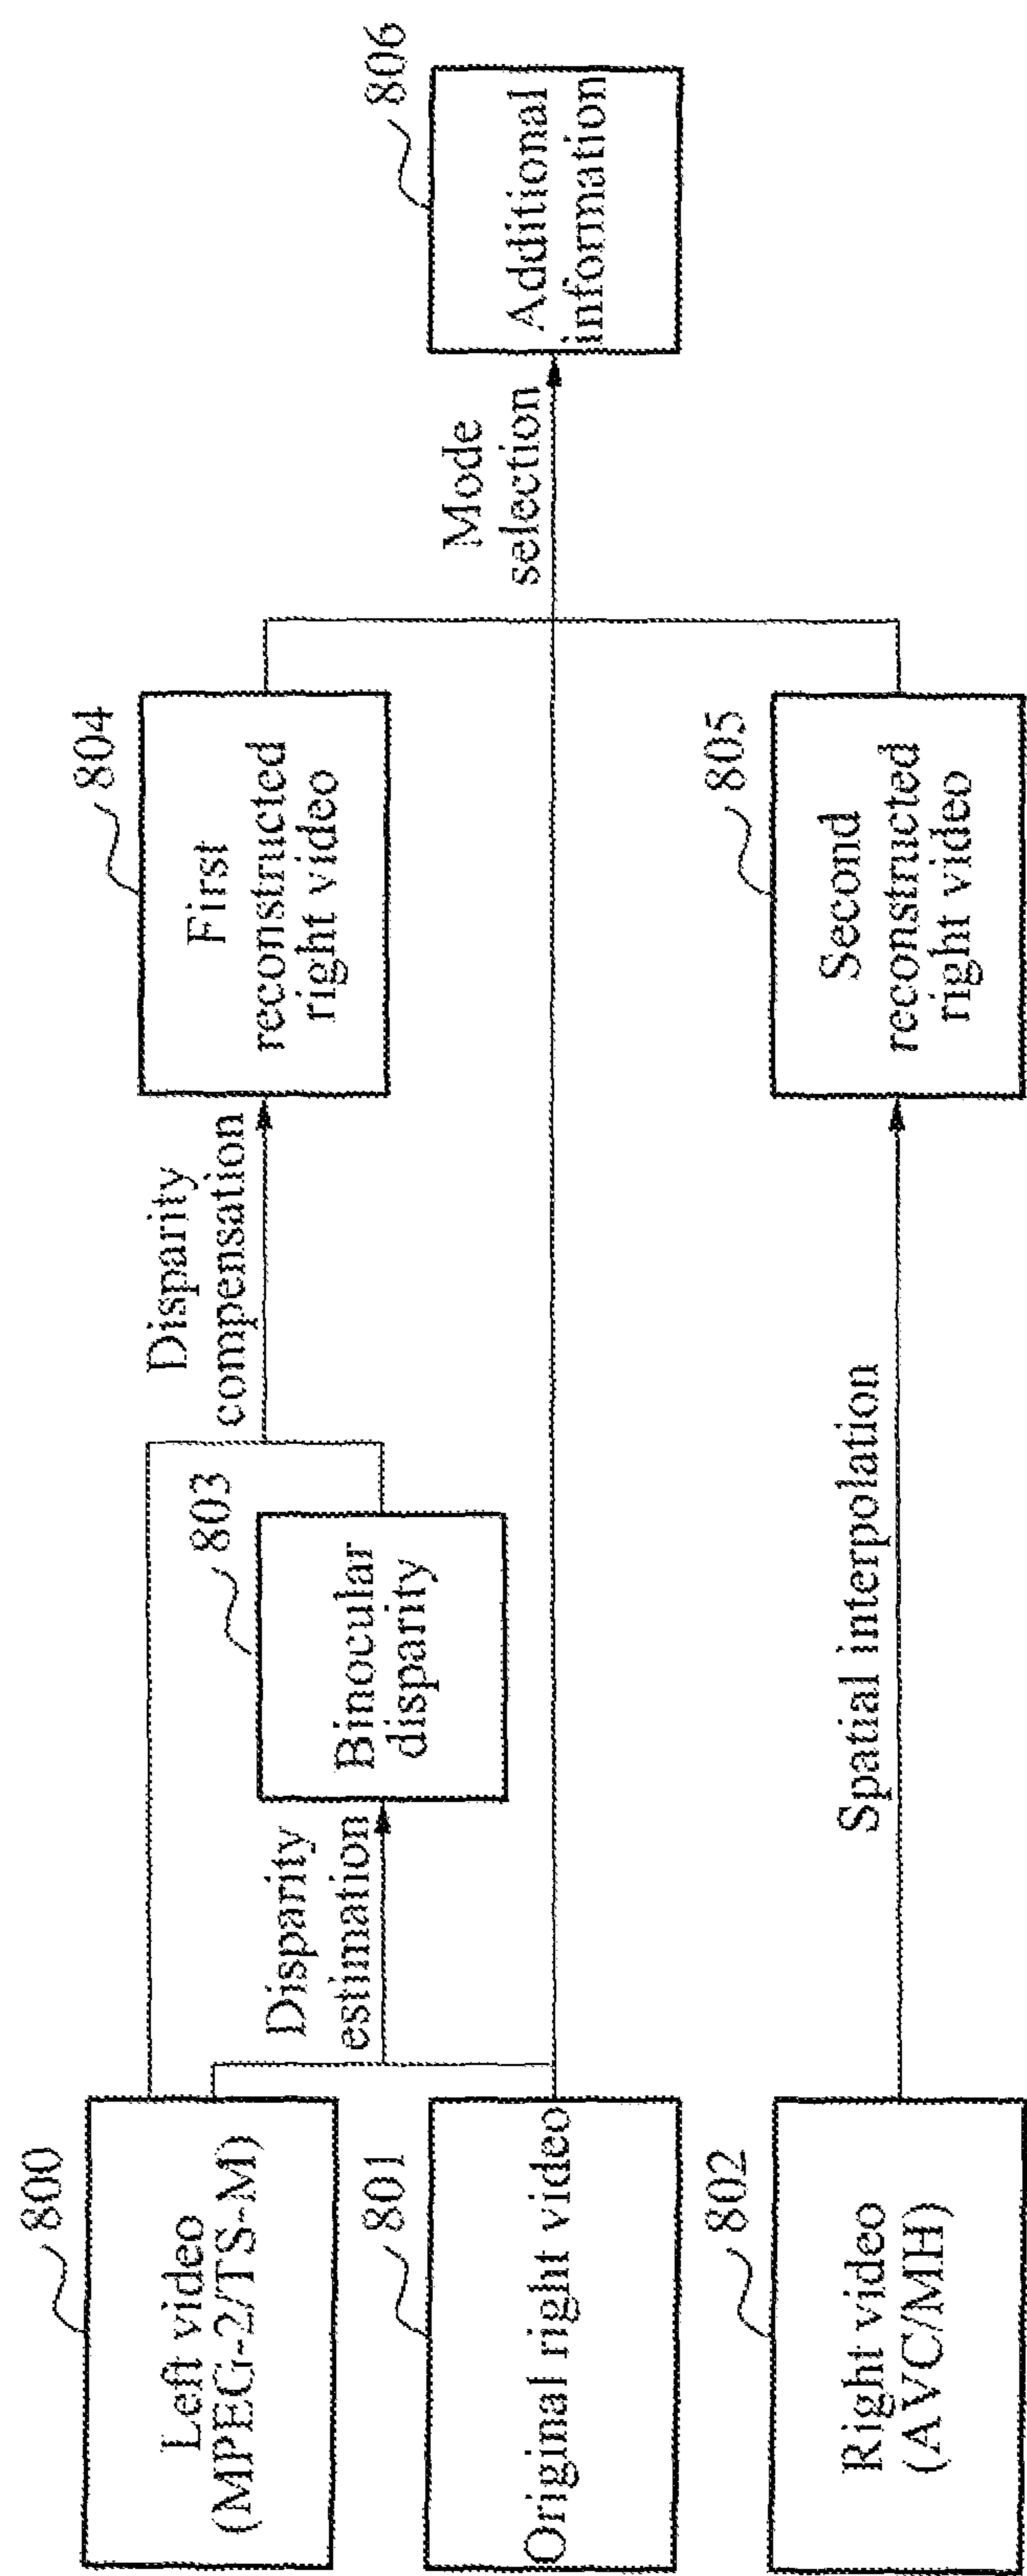 800
Left video
(MPEG-2/TS-M)
801
Original right video
802
Right video
(AVC/MH)
Disparity
estimation
803
Binocular
disparity
Disparity
compensation
Spatial interpolation
804
First
reconstructed
right video
805
Second
reconstructed
right video
Mode
selection
806
Additional
information